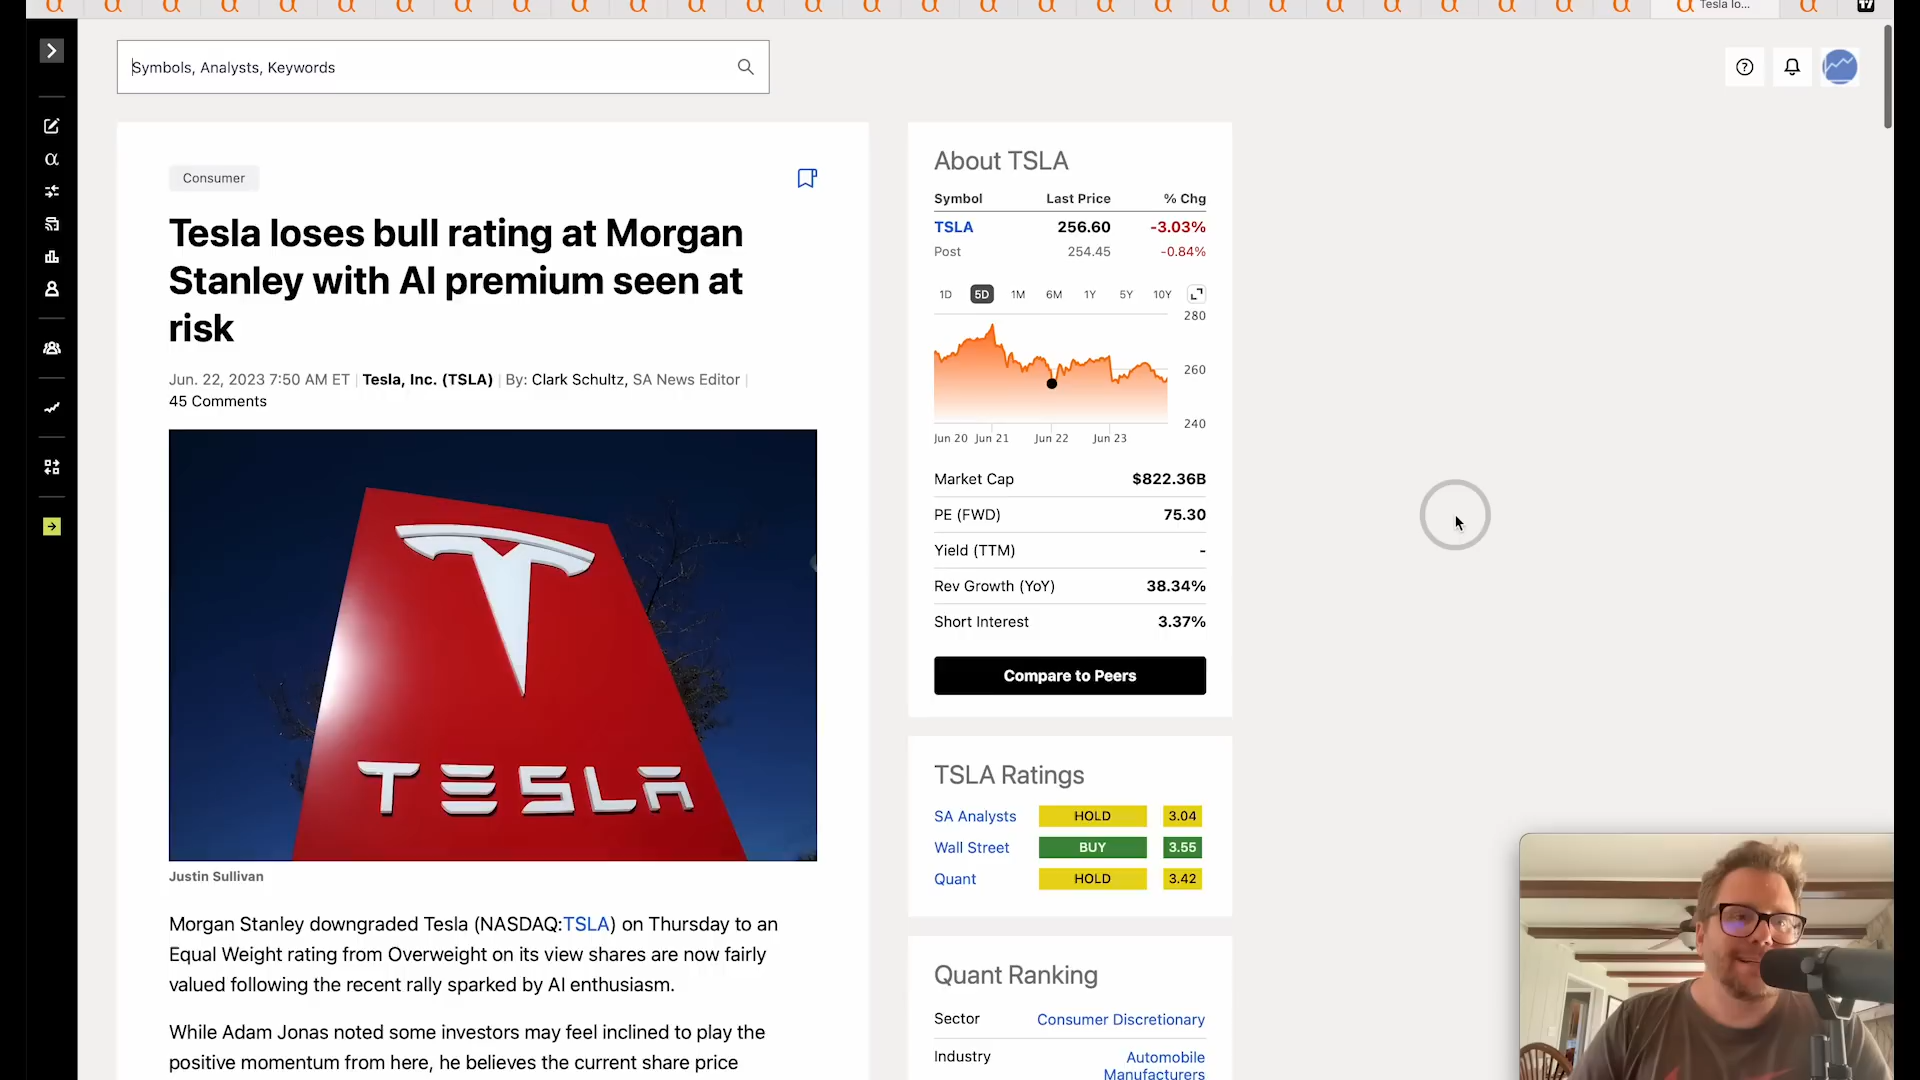 Tesla lo...
Symbols, Analysts, Keywords
Consumer
Tesla loses bull rating at Morgan
Stanley with AI premium seen at
risk
Jun. 22, 2023 7:50 AM ET | Tesla, Inc. (TSLA) | By: Clark Schultz, SA News Editor |
45 Comments
TESLA
Justin Sullivan
Morgan Stanley downgraded Tesla (NASDAQ:TSLA) on Thursday to an
Equal Weight rating from Overweight on its view shares are now fairly
valued following the recent rally sparked by AI enthusiasm.
While Adam Jonas noted some investors may feel inclined to play the
positive momentum from here, he believes the current share price
About TSLA
Symbol Last Price % Chg
TSLA 256.60 -3.03%
Post 254.45 -0.84%
1D 5D 1M 6M 1Y 5Y 10Y
280
260
240
Jun 20 Jun 21 Jun 22 Jun 23
Market Cap $822.36B
PE (FWD) 75.30
Yield (TTM) -
Rev Growth (YoY) 38.34%
Short Interest 3.37%
Compare to Peers
TSLA Ratings
SA Analysts HOLD 3.04
Wall Street BUY 3.55
Quant HOLD 3.42
Quant Ranking
Sector Consumer Discretionary
Industry Automobile
Manufacturers